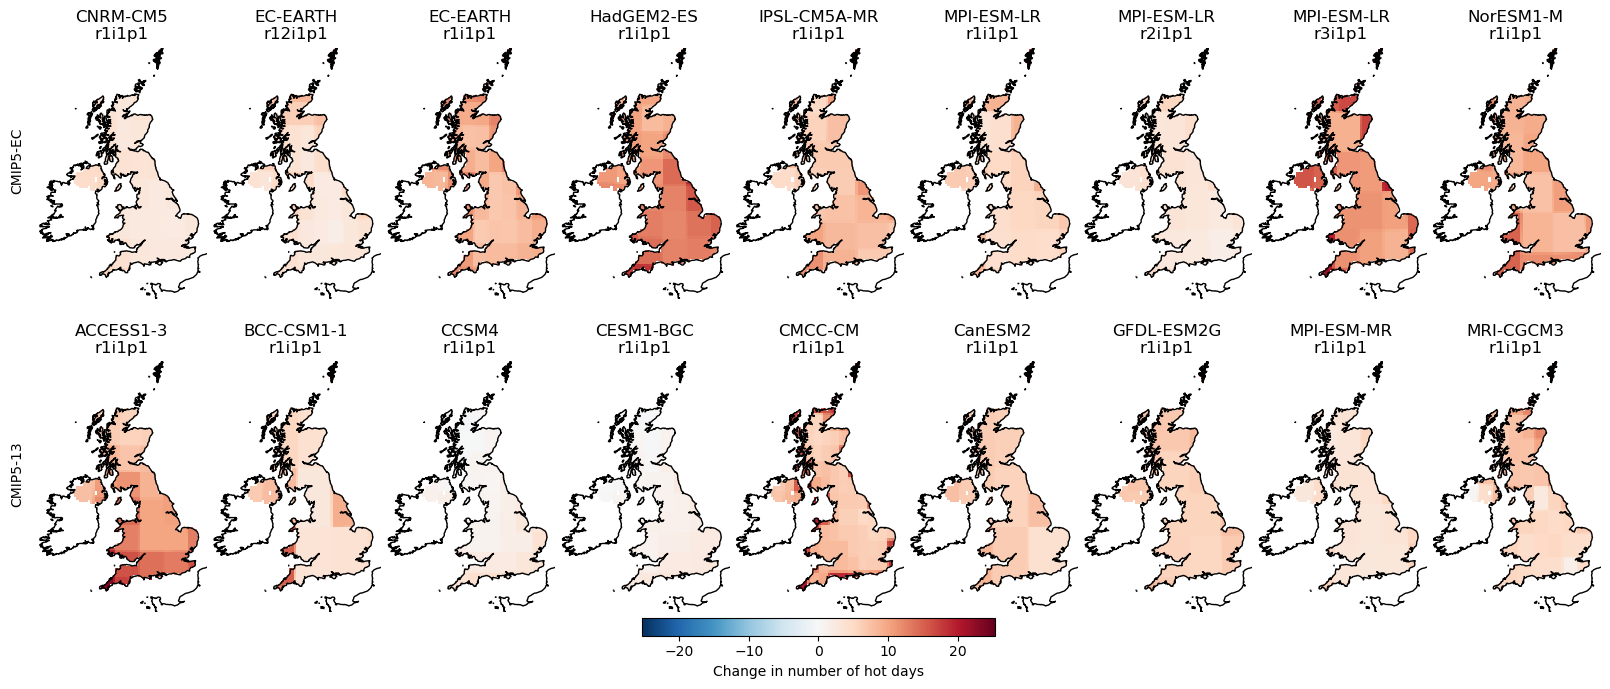 CNRM-CM5 EC-EARTH EC-EARTH HadGEM2-ES IPSL-CM5A-MR MPI-ESM-LR MPI-ESM-LR MPI-ESM-LR NorESM1-M
r1i1p1 r12i1p1 r1i1p1 r1i1p1 r1i1p1 r1i1p1 r2i1p1 r3i1p1 r1i1p1
CMIP5-EC
ACCESS1-3 BCC-CSM1-1 CCSM4 CESM1-BGC CMCC-CM CanESM2 GFDL-ESM2G MPI-ESM-MR MRI-CGCM3
r1i1p1 r1i1p1 r1i1p1 r1i1p1 r1i1p1 r1i1p1 r1i1p1 r1i1p1 r1i1p1
CMIP5-13
−20 −10 0 10 20
Change in number of hot days